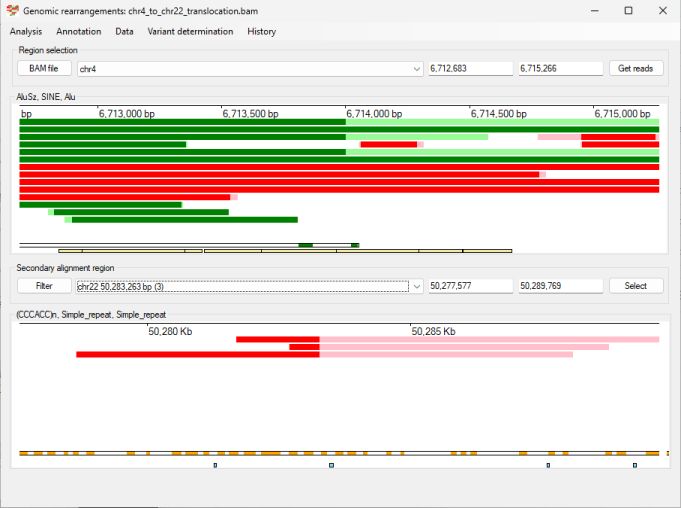 Genomic rearrangements: chr4_to_chr22_translocation.bam
Analysis Annotation Data Variant determination History
Region selection
BAM file chr4 6,712,683 6,715,266 Get reads
AluSz, SINE, Alu
bp 6,713,000 bp 6,713,500 bp 6,714,000 bp 6,714,500 bp 6,715,000 bp
Secondary alignment region
Filter chr22 50,283,263 bp (3) 50,277,577 50,289,769 Select
(CCCACC)n, Simple_repeat, Simple_repeat
50,280 Kb 50,285 Kb